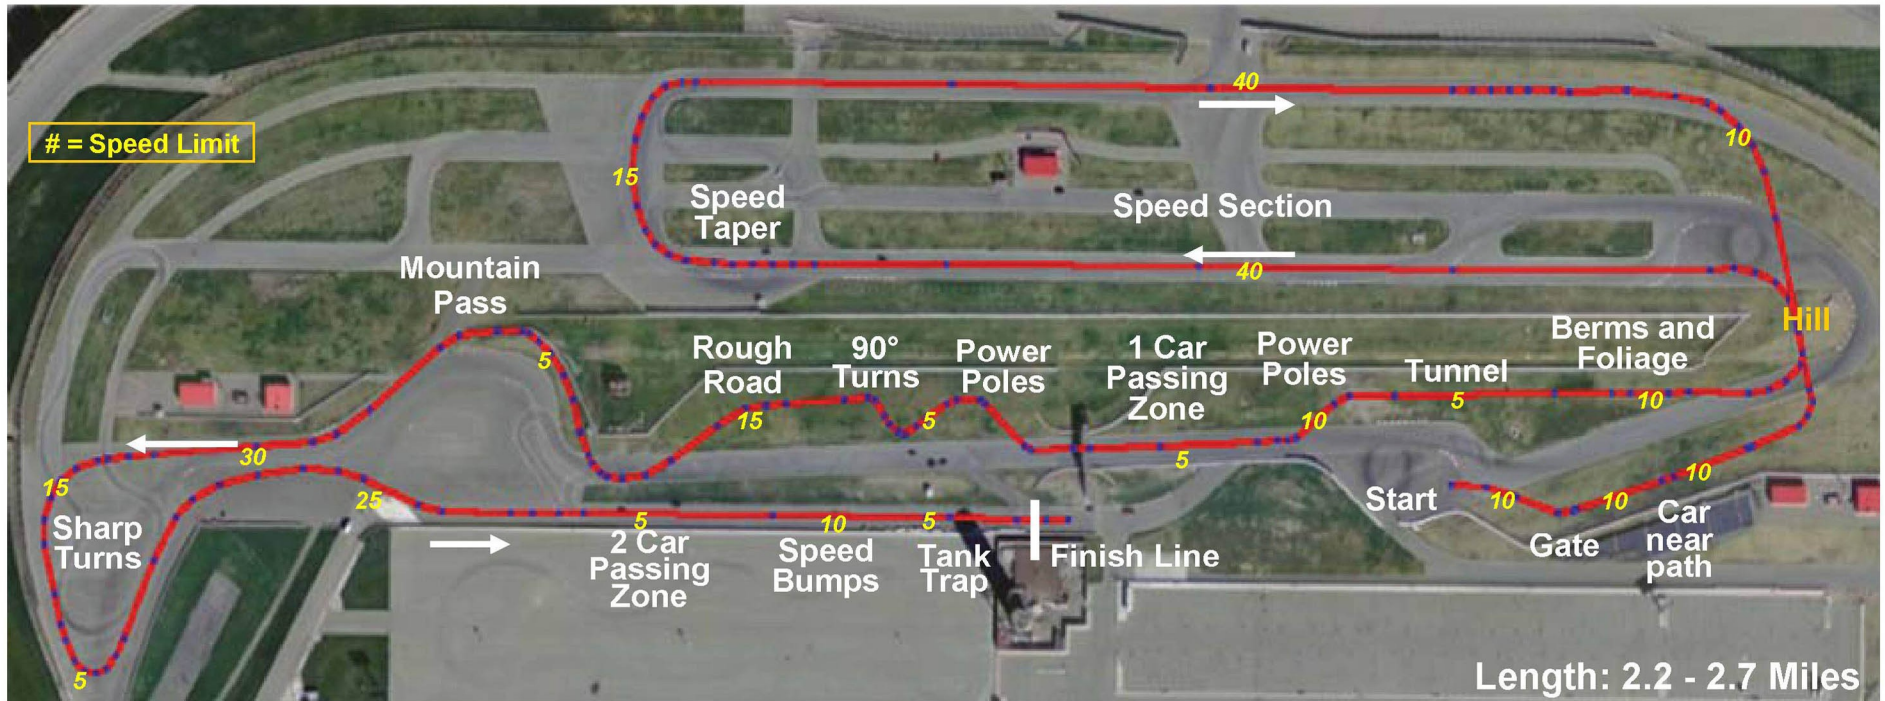 40
# = Speed Limit
10
15
Speed
Taper
Speed Section
40
Mountain
Pass
Hill
5
Rough
Road
90°
Turns
Power
Poles
1 Car
Passing
Zone
Power
Poles
Tunnel
Berms and
Foliage
15
5
10
5
10
5
30
15
25
Sharp
Turns
5
2 Car
Passing
Zone
10
Speed
Bumps
5
Tank
Trap
Finish Line
Start
10
10
10
Gate
Car
near
path
5
Length: 2.2 - 2.7 Miles